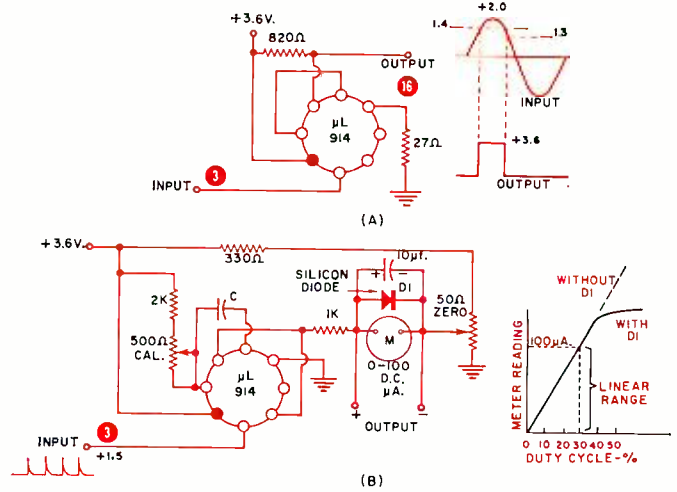 +3.6V.
820Ω
OUTPUT
16
μL
914
27Ω
INPUT
3
+2.0
1.4
1.3
INPUT
+3.6
OUTPUT
(A)
+3.6V.
330Ω
10μf.
+ -
SILICON
DIODE
D1
2K
C
500Ω
CAL.
1K
50Ω
ZERO
M
0-100
D.C.
μA.
μL
914
+ -
OUTPUT
INPUT
3
+1.5
WITHOUT
D1
WITH
D1
100μA.
LINEAR
RANGE
METER READING
0 10 20 30 40 50
DUTY CYCLE-%
(B)